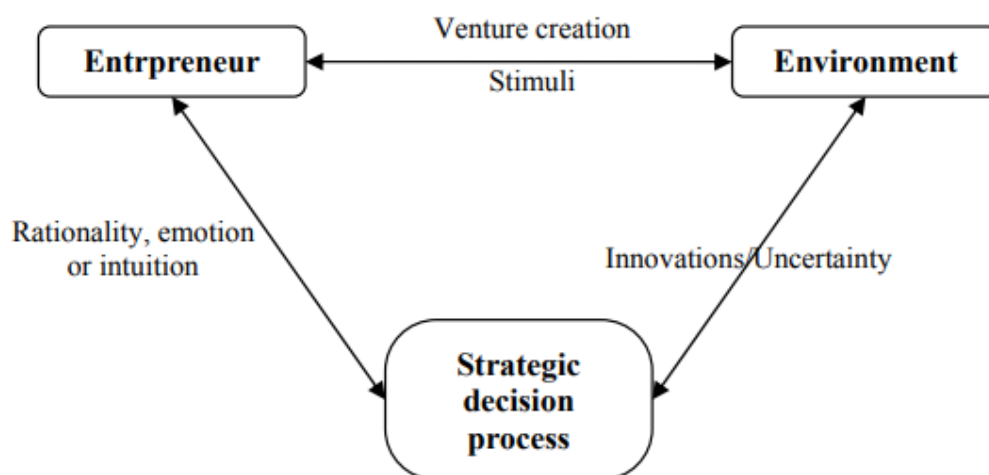 Venture creation
Entrpreneur
Environment
Stimuli
Rationality, emotion
or intuition
Innovations/Uncertainty
Strategic
decision
process